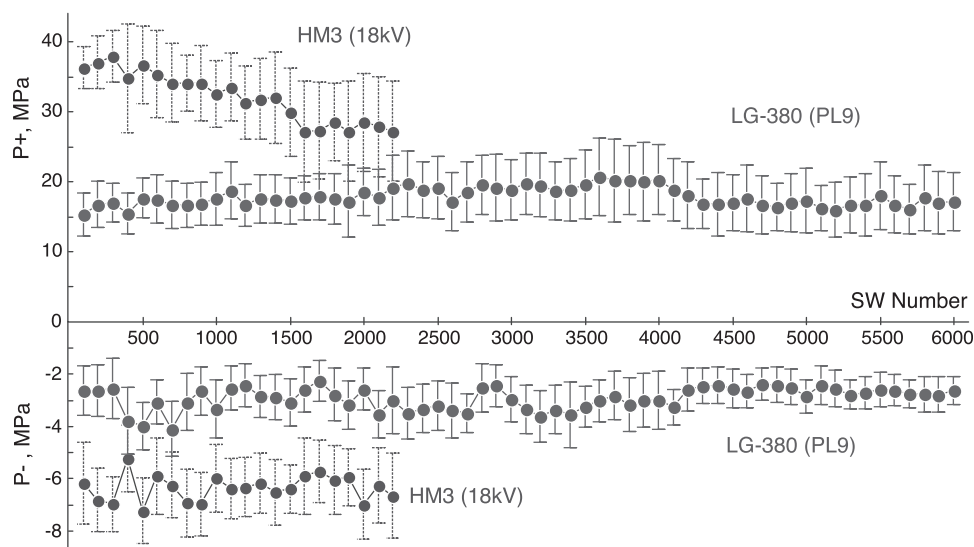 HM3 (18kV)
LG-380 (PL9)
P+, MPa
40
30
20
10
0
SW Number
500 1000 1500 2000 2500 3000 3500 4000 4500 5000 5500 6000
P- , MPa
-2
-4
-6
-8
LG-380 (PL9)
HM3 (18kV)